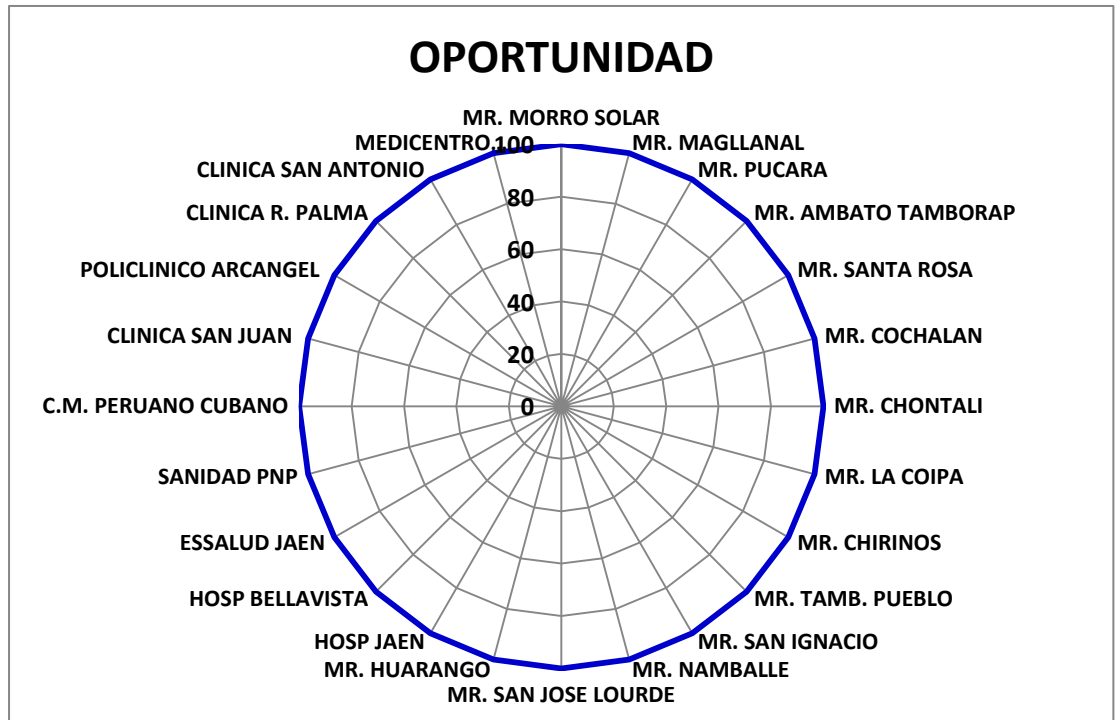 OPORTUNIDAD
MR. MORRO SOLAR
MR. MAGLLANAL
MR. PUCARA
MR. AMBATO TAMBORAP
MR. SANTA ROSA
MR. COCHALAN
MR. CHONTALI
MR. LA COIPA
MR. CHIRINOS
MR. TAMB. PUEBLO
MR. SAN IGNACIO
MR. NAMBALLE
MR. SAN JOSE LOURDE
MR. HUARANGO
HOSP JAEN
HOSP BELLAVISTA
ESSALUD JAEN
SANIDAD PNP
C.M. PERUANO CUBANO
CLINICA SAN JUAN
POLICLINICO ARCANGEL
CLINICA R. PALMA
CLINICA SAN ANTONIO
MEDICENTRO.
100
80
60
40
20
0